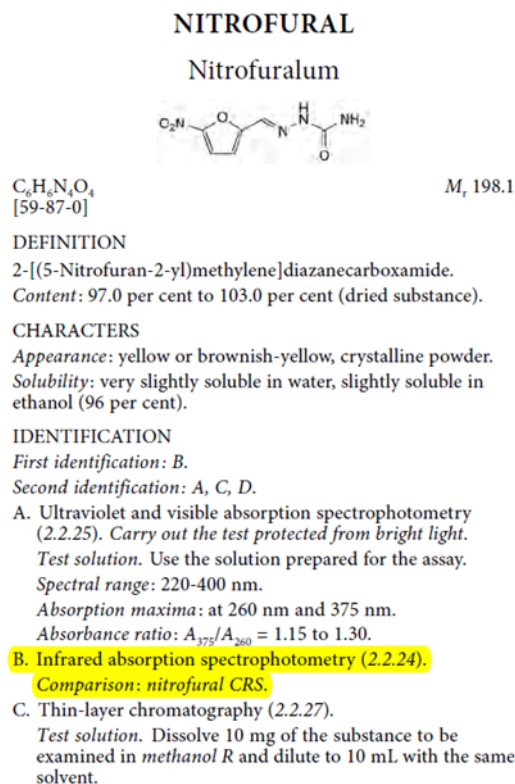 NITROFURAL
Nitrofuralum
O₂N O N H N NH₂ O
C₆H₆N₄O₄ Mᵣ 198.1
[59-87-0]
DEFINITION
2-[(5-Nitrofuran-2-yl)methylene]diazanecarboxamide.
Content: 97.0 per cent to 103.0 per cent (dried substance).
CHARACTERS
Appearance: yellow or brownish-yellow, crystalline powder.
Solubility: very slightly soluble in water, slightly soluble in
ethanol (96 per cent).
IDENTIFICATION
First identification: B.
Second identification: A, C, D.
A. Ultraviolet and visible absorption spectrophotometry
(2.2.25). Carry out the test protected from bright light.
Test solution. Use the solution prepared for the assay.
Spectral range: 220-400 nm.
Absorption maxima: at 260 nm and 375 nm.
Absorbance ratio: A₃₇₅/A₂₆₀ = 1.15 to 1.30.
B. Infrared absorption spectrophotometry (2.2.24).
Comparison: nitrofural CRS.
C. Thin-layer chromatography (2.2.27).
Test solution. Dissolve 10 mg of the substance to be
examined in methanol R and dilute to 10 mL with the same
solvent.